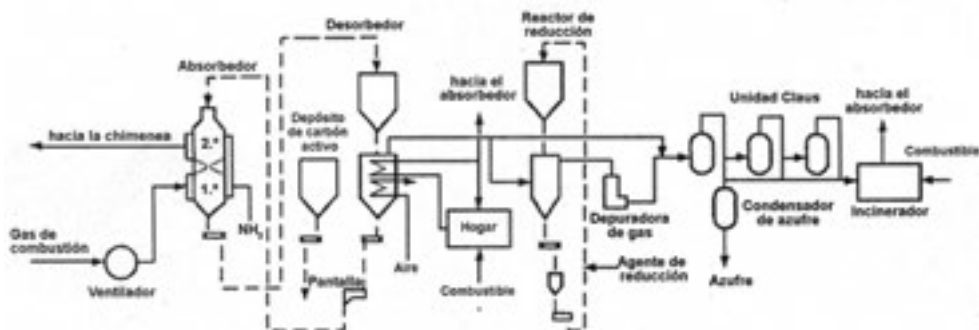 Reactor de
reducción
Desorbedor
Absorbedor
hacia el
absorbedor
Unidad Claus
hacia el
absorbedor
hacia la chimenea
2.ª
Depósito
de carbón
activo
Combustible
1.ª
Gas de
combustión
NH₃
Hogar
Depuradora
de gas
Condensador
de azufre
Incinerador
Ventilador
Pantalla
Aire
Combustible
Agente de
reducción
Azufre